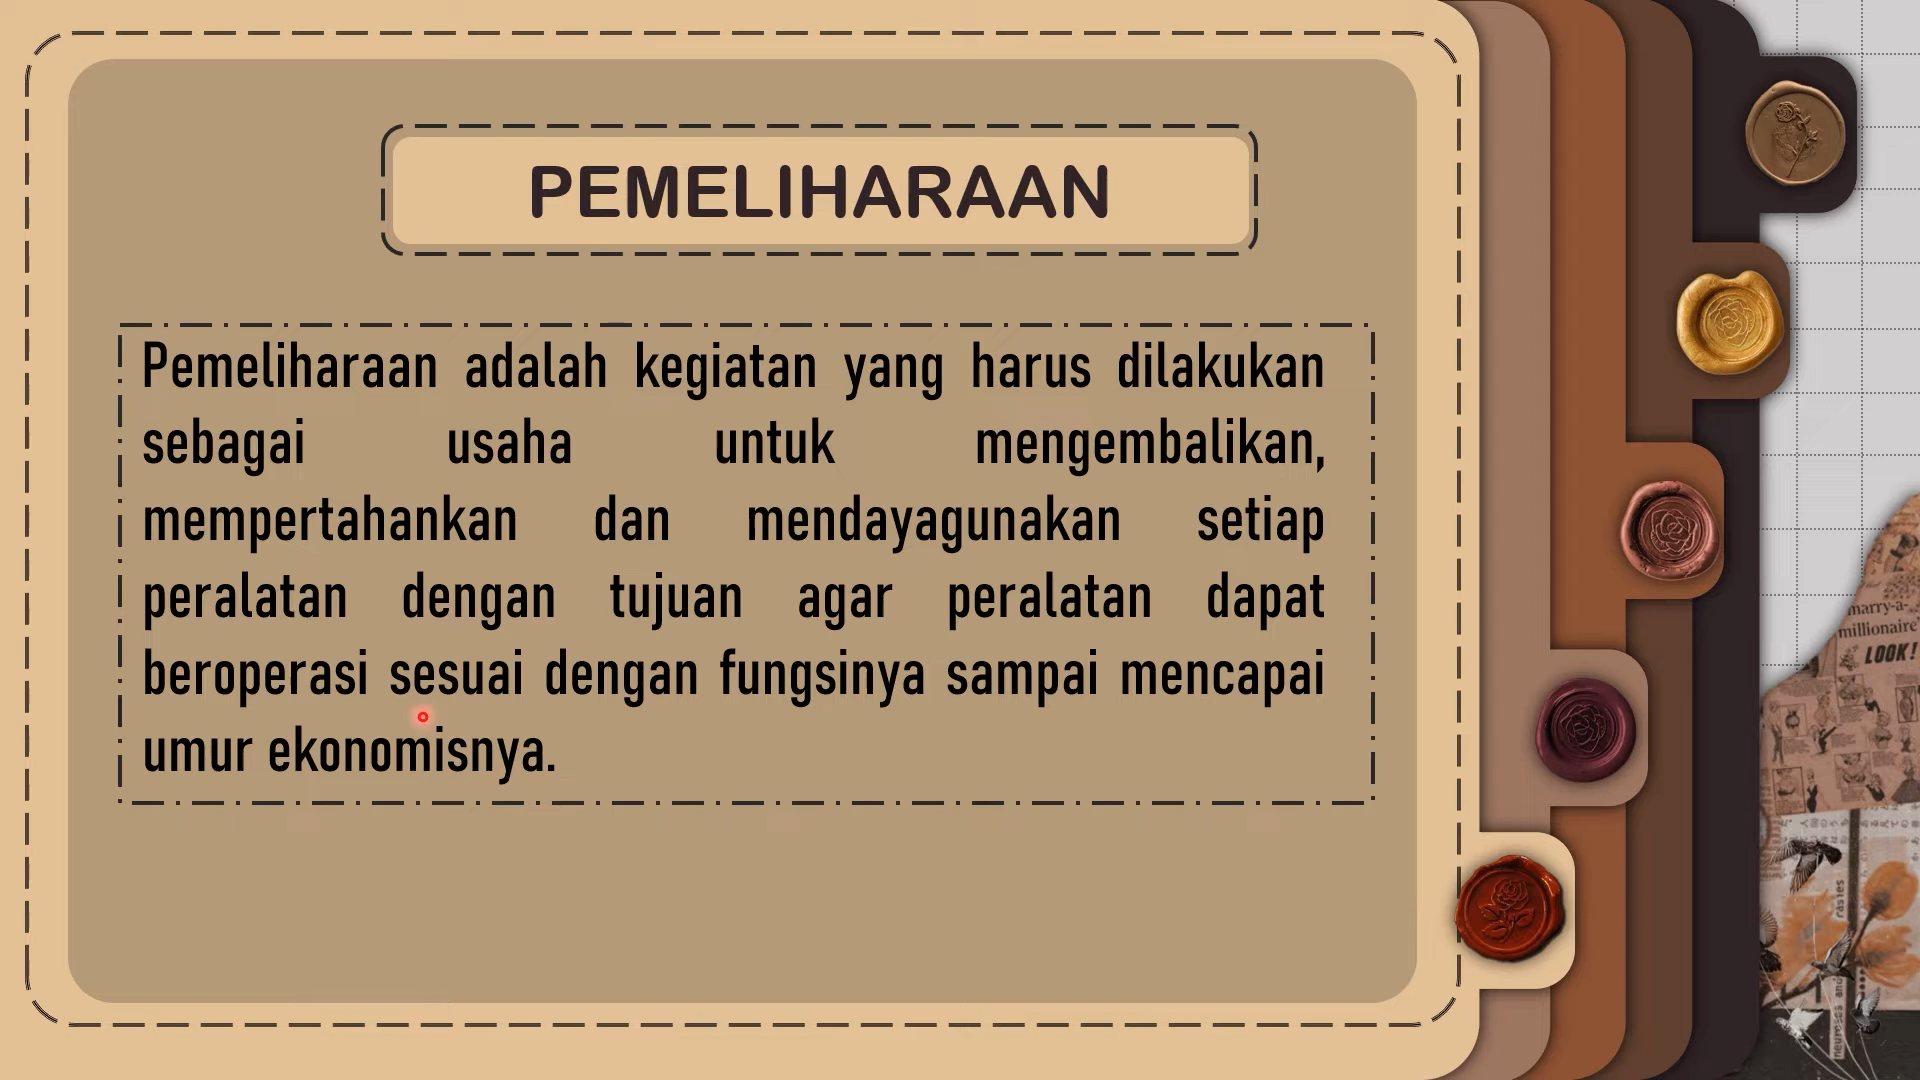 PEMELIHARAAN
Pemeliharaan adalah kegiatan yang harus dilakukan
sebagai usaha untuk mengembalikan,
mempertahankan dan mendayagunakan setiap
peralatan dengan tujuan agar peralatan dapat
beroperasi sesuai dengan fungsinya sampai mencapai
umur ekonomisnya.
marry-a-
millionaire
LOOK!